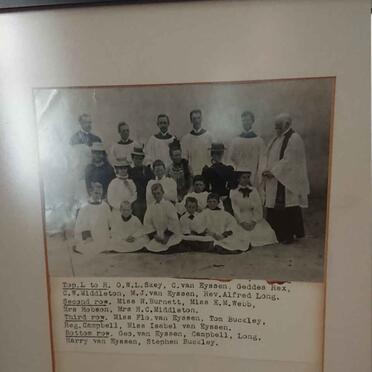 Top. L to R. O.N.L. Skey, C. van Eyssen, Geddes Rex,
C.W. Middleton, M.J. van Eyssen, Rev. Alfred Long.
Second row. Miss H. Burnett, Miss K.M. Webb,
Mrs Hobson, Mrs H.C. Middleton.
Third row. Miss Flo. van Eyssen, Tom Buckley,
Reg. Campbell, Miss Isabel van Eyssen.
Bottom row. Geo. van Eyssen, Campbell, Long,
Harry van Eyssen, Stephen Buckley.